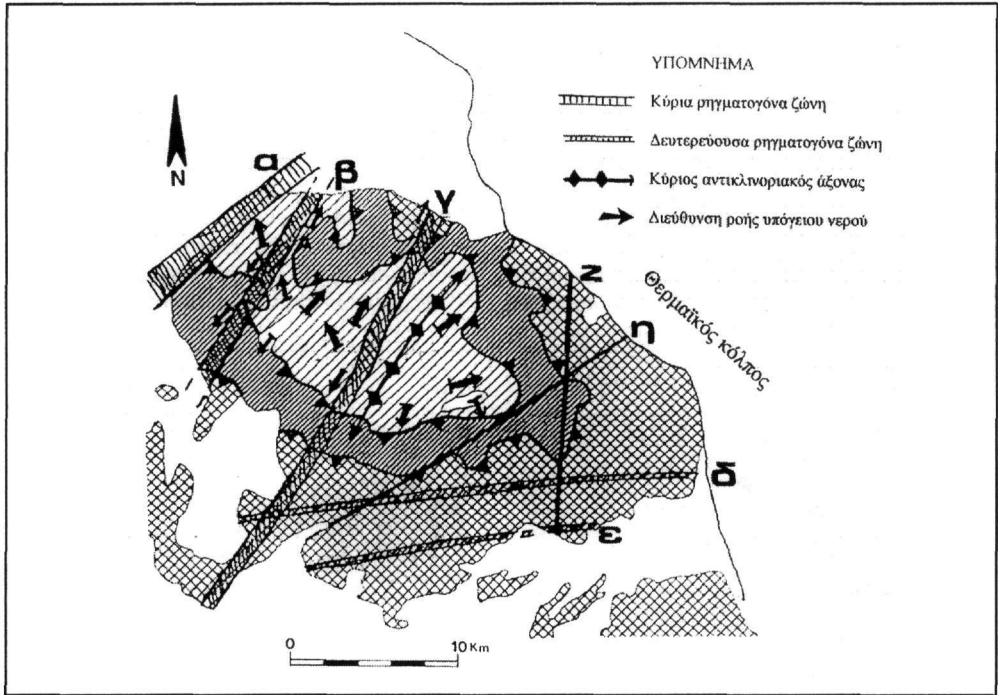 ΥΠΟΜΝΗΜΑ
Κύρια ρηγματογόνα ζώνη
Δευτερεύουσα ρηγματογόνα ζώνη
Κύριος αντικλινοριακός άξονας
Διεύθυνση ροής υπόγειου νερού
N
α
β
γ
z
η
Θερμαϊκός κόλπος
δ
ε
0 10 Km